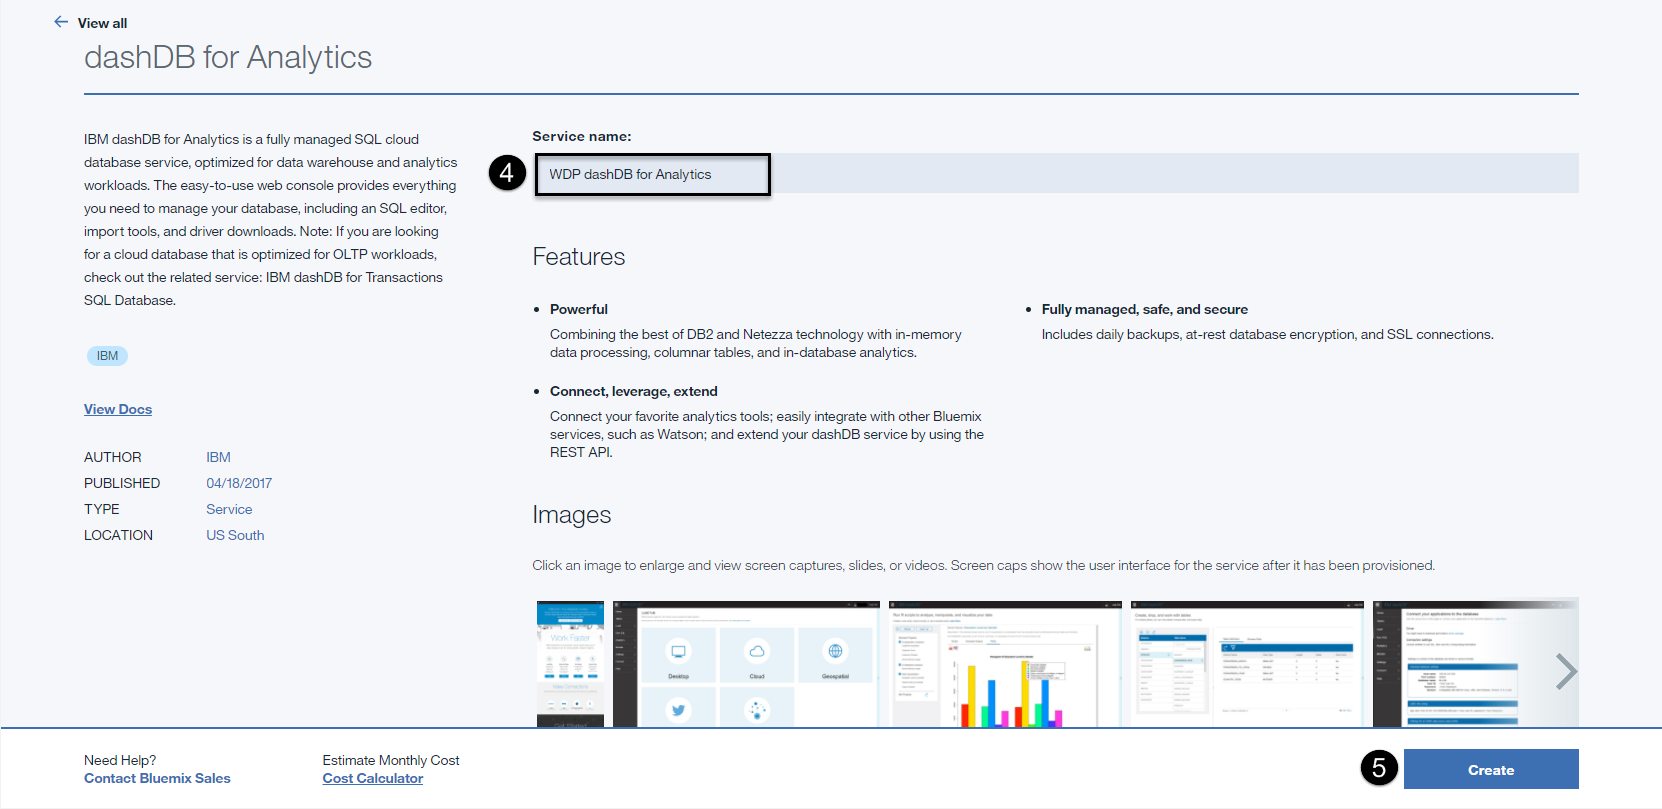 View all
dashDB for Analytics
IBM dashDB for Analytics is a fully managed SQL cloud
database service, optimized for data warehouse and analytics
workloads. The easy-to-use web console provides everything
you need to manage your database, including an SQL editor,
import tools, and driver downloads. Note: If you are looking
for a cloud database that is optimized for OLTP workloads,
check out the related service: IBM dashDB for Transactions
SQL Database.
IBM
View Docs
AUTHOR IBM
PUBLISHED 04/18/2017
TYPE Service
LOCATION US South
Service name:
4 WDP dashDB for Analytics
Features
• Powerful
Combining the best of DB2 and Netezza technology with in-memory
data processing, columnar tables, and in-database analytics.
• Connect, leverage, extend
Connect your favorite analytics tools; easily integrate with other Bluemix
services, such as Watson; and extend your dashDB service by using the
REST API.
• Fully managed, safe, and secure
Includes daily backups, at-rest database encryption, and SSL connections.
Images
Click an image to enlarge and view screen captures, slides, or videos. Screen caps show the user interface for the service after it has been provisioned.
Work Faster
Desktop
Cloud
Geospatial
Need Help?
Contact Bluemix Sales
Estimate Monthly Cost
Cost Calculator
5 Create